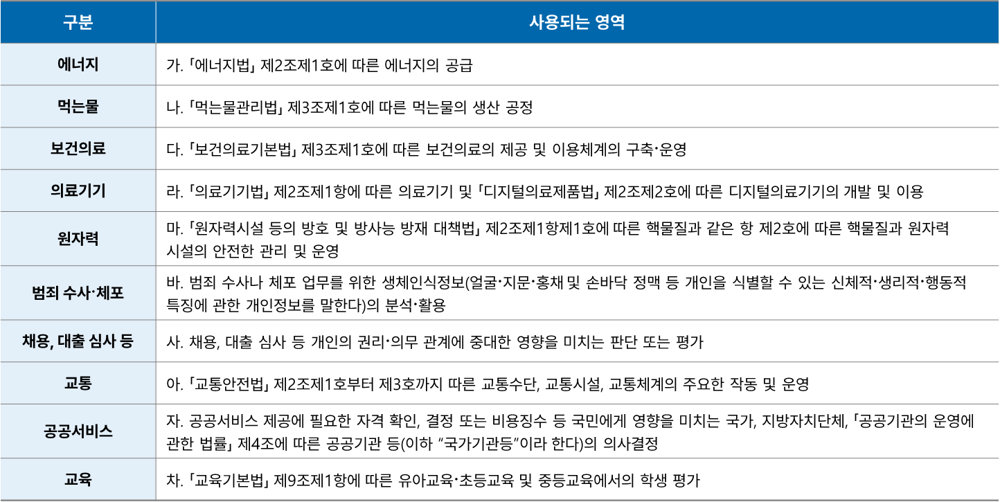 구분
사용되는 영역
에너지
가. 「에너지법」 제2조제1호에 따른 에너지의 공급
먹는물
나. 「먹는물관리법」 제3조제1호에 따른 먹는물의 생산 공정
보건의료
다. 「보건의료기본법」 제3조제1호에 따른 보건의료의 제공 및 이용체계의 구축·운영
의료기기
라. 「의료기기법」 제2조제1항에 따른 의료기기 및 「디지털의료제품법」 제2조제2호에 따른 디지털의료기기의 개발 및 이용
원자력
마. 「원자력시설 등의 방호 및 방사능 방재 대책법」 제2조제1항제1호에 따른 핵물질과 같은 항 제2호에 따른 핵물질과 원자력
시설의 안전한 관리 및 운영
범죄 수사·체포
바. 범죄 수사나 체포 업무를 위한 생체인식정보(얼굴·지문·홍채 및 손바닥 정맥 등 개인을 식별할 수 있는 신체적·생리적·행동적
특징에 관한 개인정보를 말한다)의 분석·활용
채용, 대출 심사 등
사. 채용, 대출 심사 등 개인의 권리·의무 관계에 중대한 영향을 미치는 판단 또는 평가
교통
아. 「교통안전법」 제2조제1호부터 제3호까지 따른 교통수단, 교통시설, 교통체계의 주요한 작동 및 운영
공공서비스
자. 공공서비스 제공에 필요한 자격 확인, 결정 또는 비용징수 등 국민에게 영향을 미치는 국가, 지방자치단체, 「공공기관의 운영에
관한 법률」 제4조에 따른 공공기관 등(이하 “국가기관등”이라 한다)의 의사결정
교육
차. 「교육기본법」 제9조제1항에 따른 유아교육·초등교육 및 중등교육에서의 학생 평가